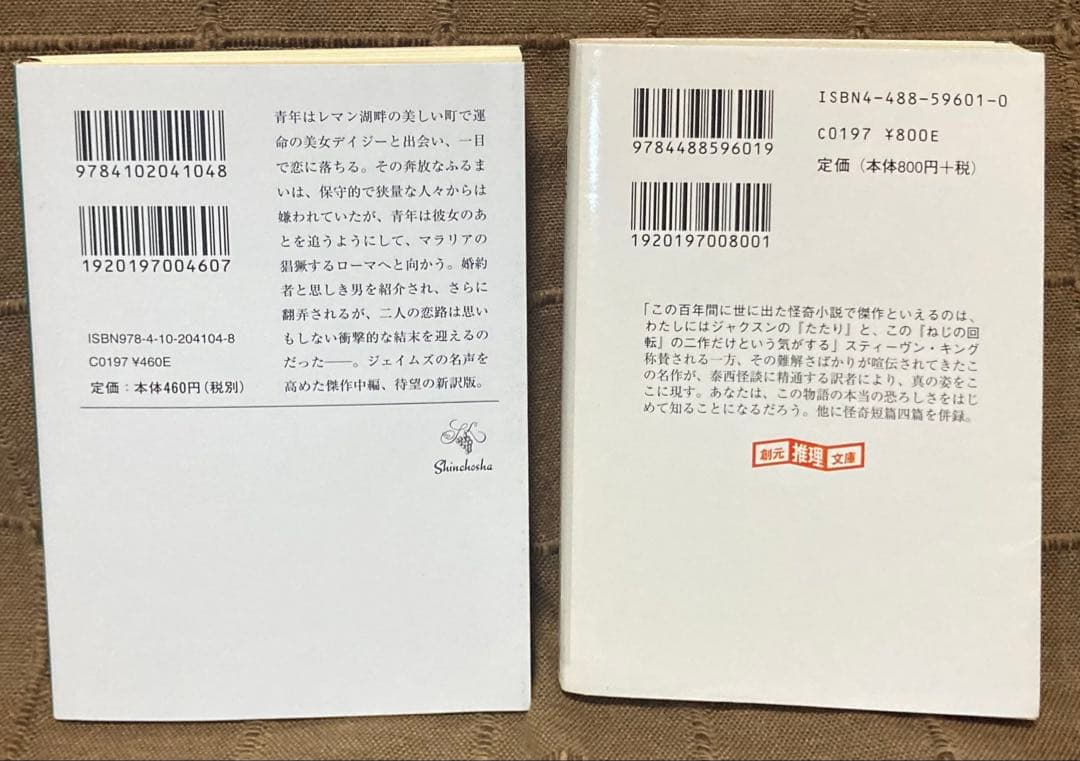 9784102041048
1920197004607
ISBN978-4-10-204104-8
C0197 ¥460E
定価：本体460円（税別）
青年はレマン湖畔の美しい町で運
命の美女デイジーと出会い、一目
で恋に落ちる。その奔放なふるま
いは、保守的で狭量な人々からは
嫌われていたが、青年は彼女のあ
とを追うようにして、マラリアの
猖獗するローマへと向かう。婚約
者と思しき男を紹介され、さらに
翻弄されるが、二人の恋路は思い
もしない衝撃的な結末を迎えるの
だった――。ジェイムズの名声を
高めた傑作中編、待望の新訳版。
SK
Shinchosha
9784488596019
1920197008001
ISBN4-488-59601-0
C0197 ¥800E
定価（本体800円＋税）
「この百年間に世に出た怪奇小説で傑作といえるのは、
わたしにはジャクスンの『たたり』と、この『ねじの回
転』の二作だけという気がする」スティーヴン・キング
称賛される一方、その難解さばかりが喧伝されてきたこ
の名作が、泰西怪談に精通する訳者により、真の姿をこ
こに現す。あなたは、この物語の本当の恐ろしさをはじ
めて知ることになるだろう。他に怪奇短篇四篇を併録。
創元推理文庫